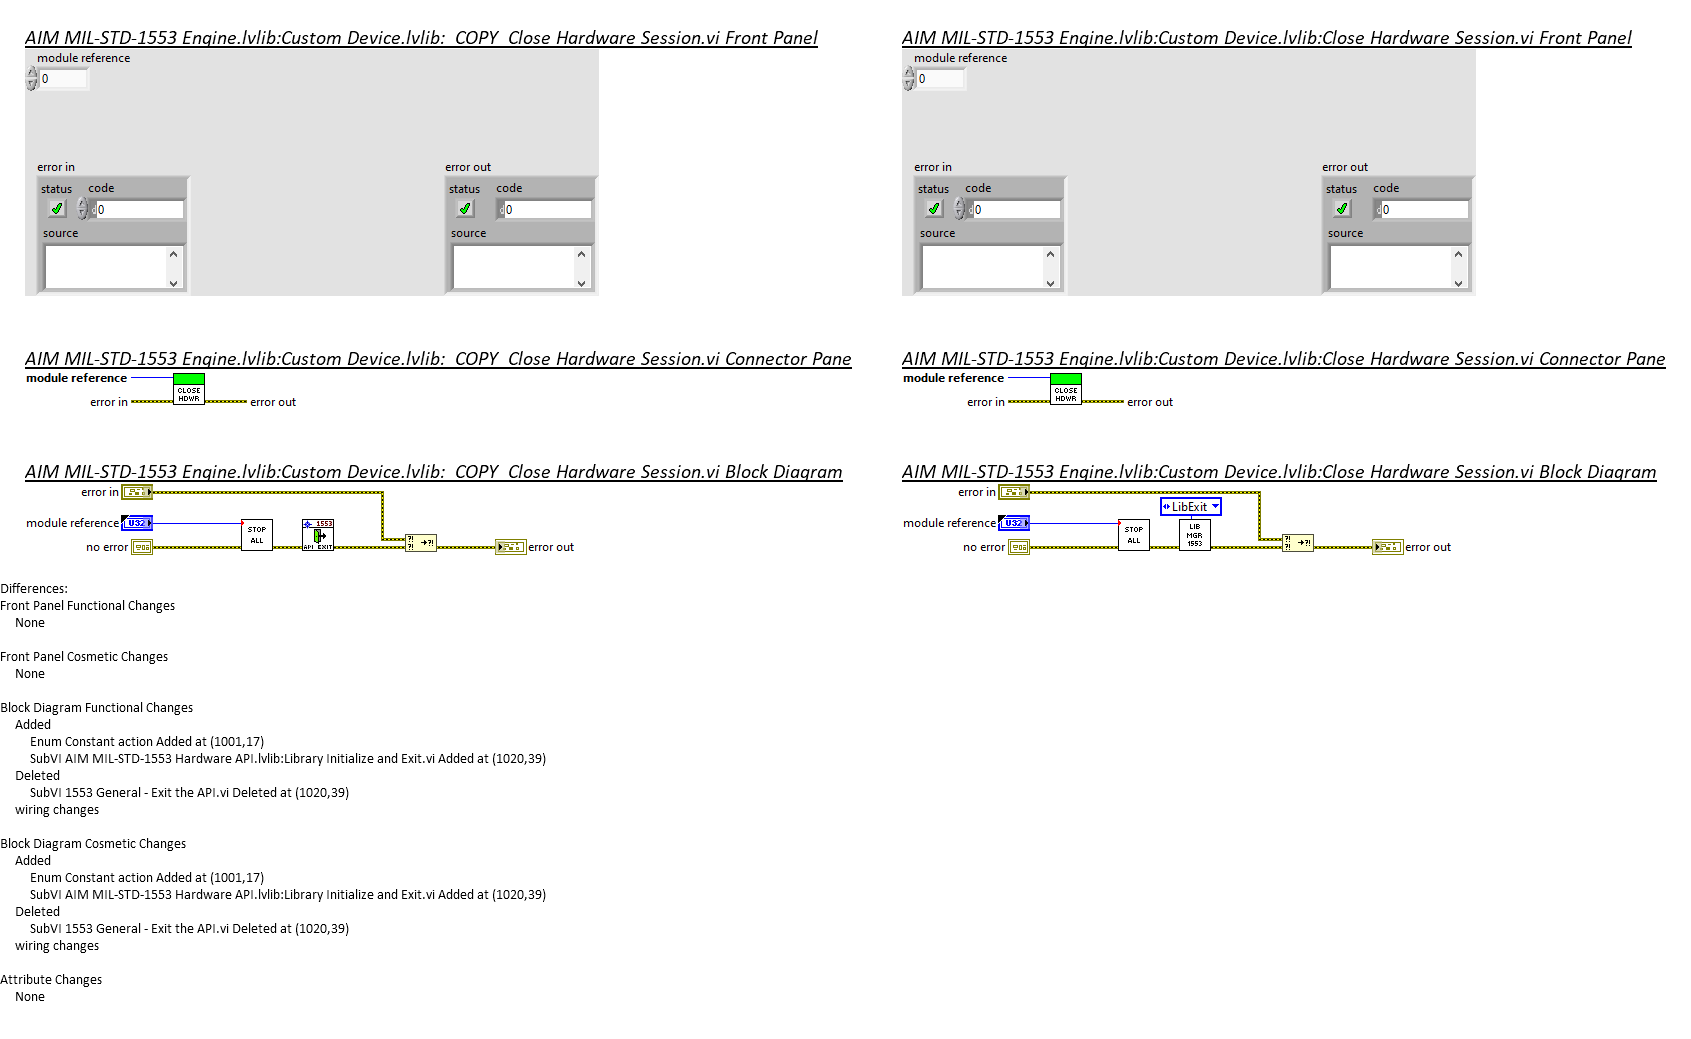 AIM MIL-STD-1553 Engine.lvlib:Custom Device.lvlib:  COPY  Close Hardware Session.vi Front Panel
module reference
0
error in
status code
0
source
error out
status code
d0
source
AIM MIL-STD-1553 Engine.lvlib:Custom Device.lvlib:Close Hardware Session.vi Front Panel
module reference
0
error in
status code
d0
source
error out
status code
d0
source
AIM MIL-STD-1553 Engine.lvlib:Custom Device.lvlib:  COPY  Close Hardware Session.vi Connector Pane
module reference
CLOSE
HDWR
error in
error out
AIM MIL-STD-1553 Engine.lvlib:Custom Device.lvlib:Close Hardware Session.vi Connector Pane
module reference
CLOSE
HDWR
error in
error out
AIM MIL-STD-1553 Engine.lvlib:Custom Device.lvlib:  COPY  Close Hardware Session.vi Block Diagram
error in
module reference U32
STOP
ALL
1553
API EXIT
no error
?! ?! →?!
error out
AIM MIL-STD-1553 Engine.lvlib:Custom Device.lvlib:Close Hardware Session.vi Block Diagram
error in
LibExit
module reference U32
STOP
ALL
LIB
MGR
1553
no error
?! ?! →?!
error out
Differences:
Front Panel Functional Changes
None
Front Panel Cosmetic Changes
None
Block Diagram Functional Changes
Added
Enum Constant action Added at (1001,17)
SubVI AIM MIL-STD-1553 Hardware API.lvlib:Library Initialize and Exit.vi Added at (1020,39)
Deleted
SubVI 1553 General - Exit the API.vi Deleted at (1020,39)
wiring changes
Block Diagram Cosmetic Changes
Added
Enum Constant action Added at (1001,17)
SubVI AIM MIL-STD-1553 Hardware API.lvlib:Library Initialize and Exit.vi Added at (1020,39)
Deleted
SubVI 1553 General - Exit the API.vi Deleted at (1020,39)
wiring changes
Attribute Changes
None